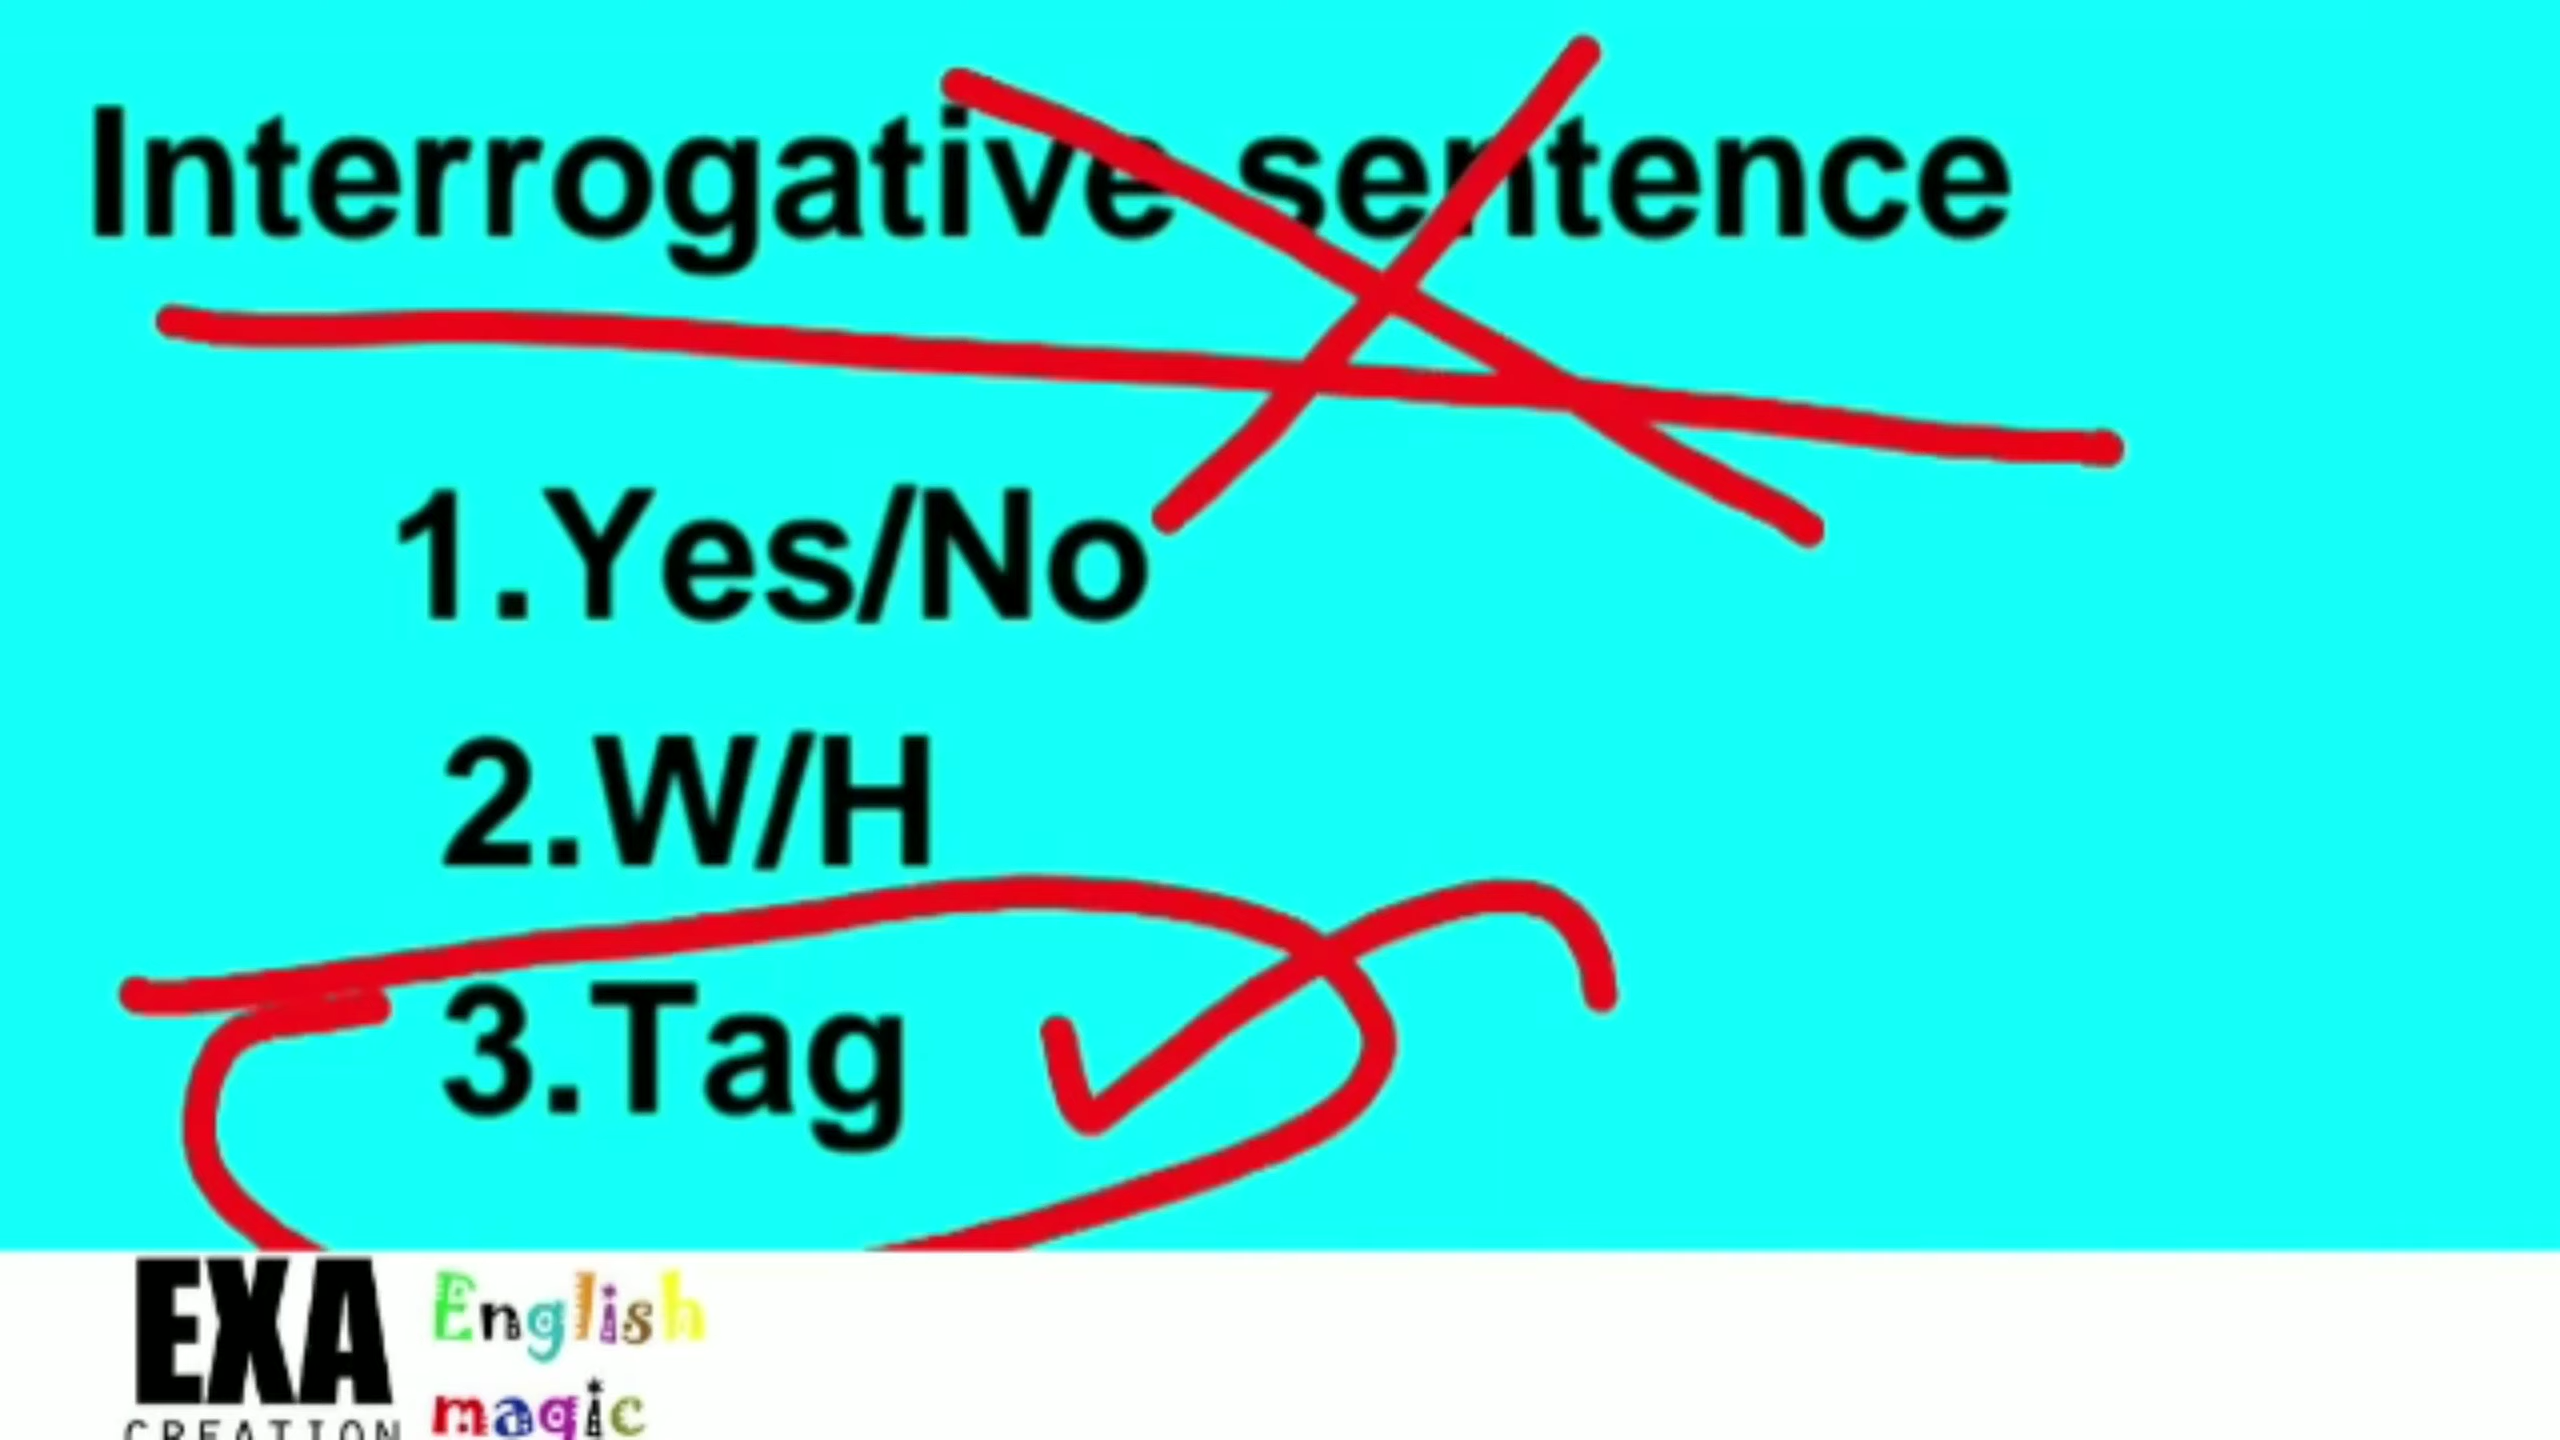 Interrogative sentence
1.Yes/No
2.W/H
3.Tag
EXA
CREATION
English
magic